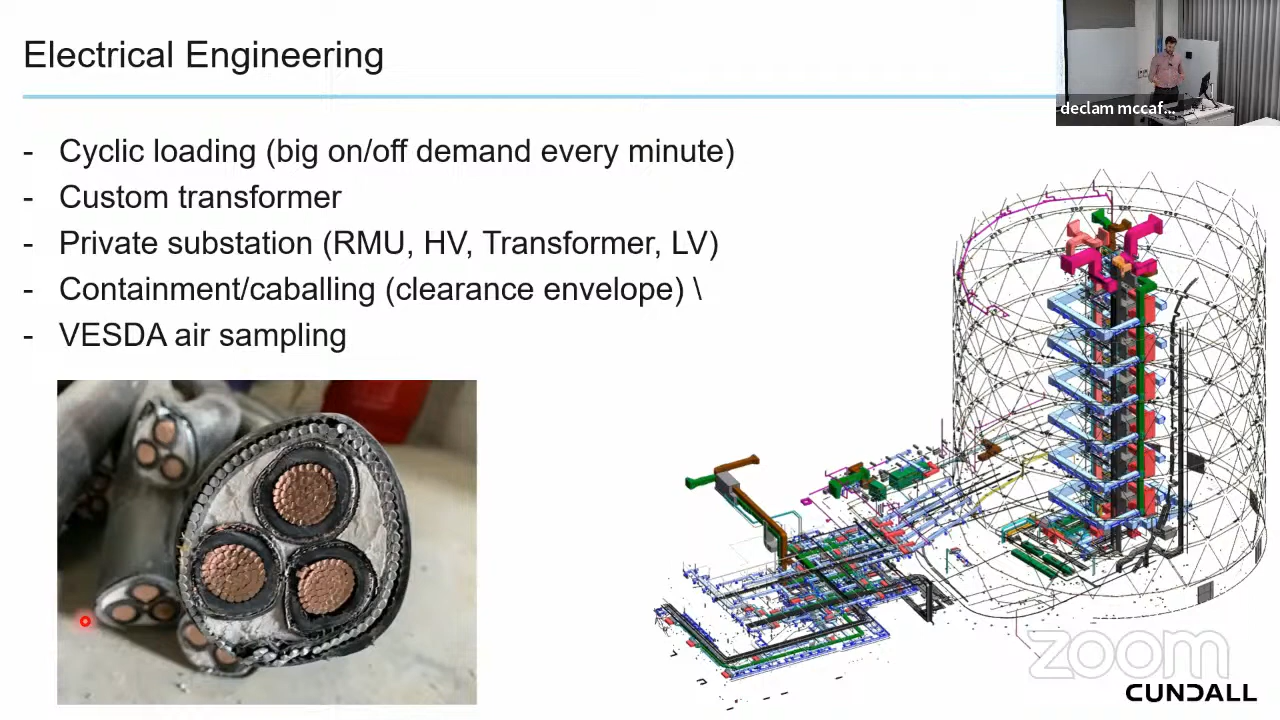 Electrical Engineering
declam mccaf...
- Cyclic loading (big on/off demand every minute)
- Custom transformer
- Private substation (RMU, HV, Transformer, LV)
- Containment/caballing (clearance envelope) \
- VESDA air sampling
zoom
CUNDALL